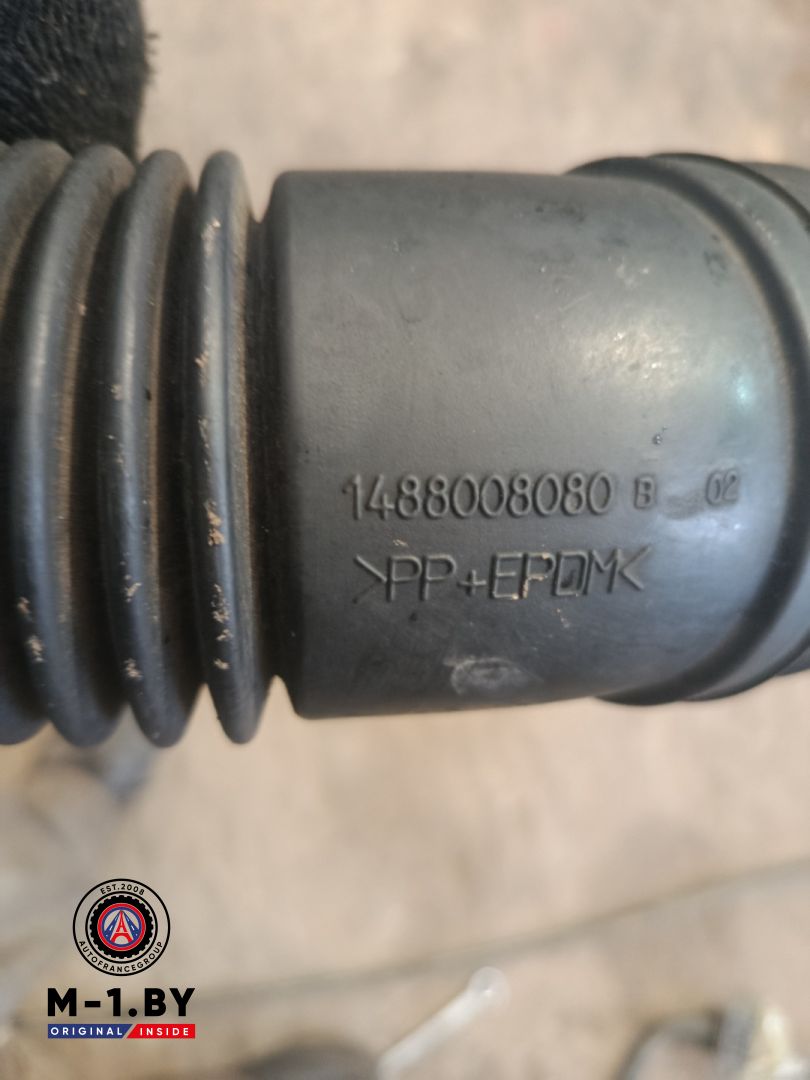 1488008080 B 02
>PP+EPDM<
EST.2008
AUTOFRANCEGROUP
M-1.BY
ORIGINAL INSIDE